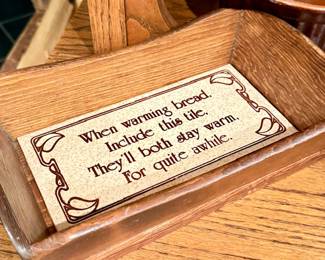 When warming bread.
Include this tile.
They'll both stay warm.
For quite awhile.